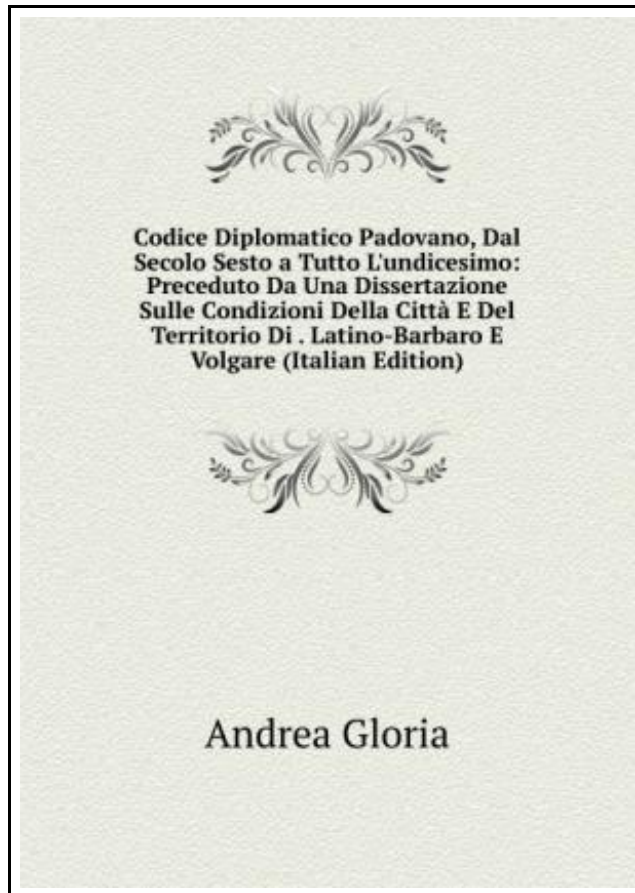 Codice Diplomatico Padovano, Dal
Secolo Sesto a Tutto L'undicesimo:
Preceduto Da Una Dissertazione
Sulle Condizioni Della Città E Del
Territorio Di . Latino-Barbaro E
Volgare (Italian Edition)
Andrea Gloria